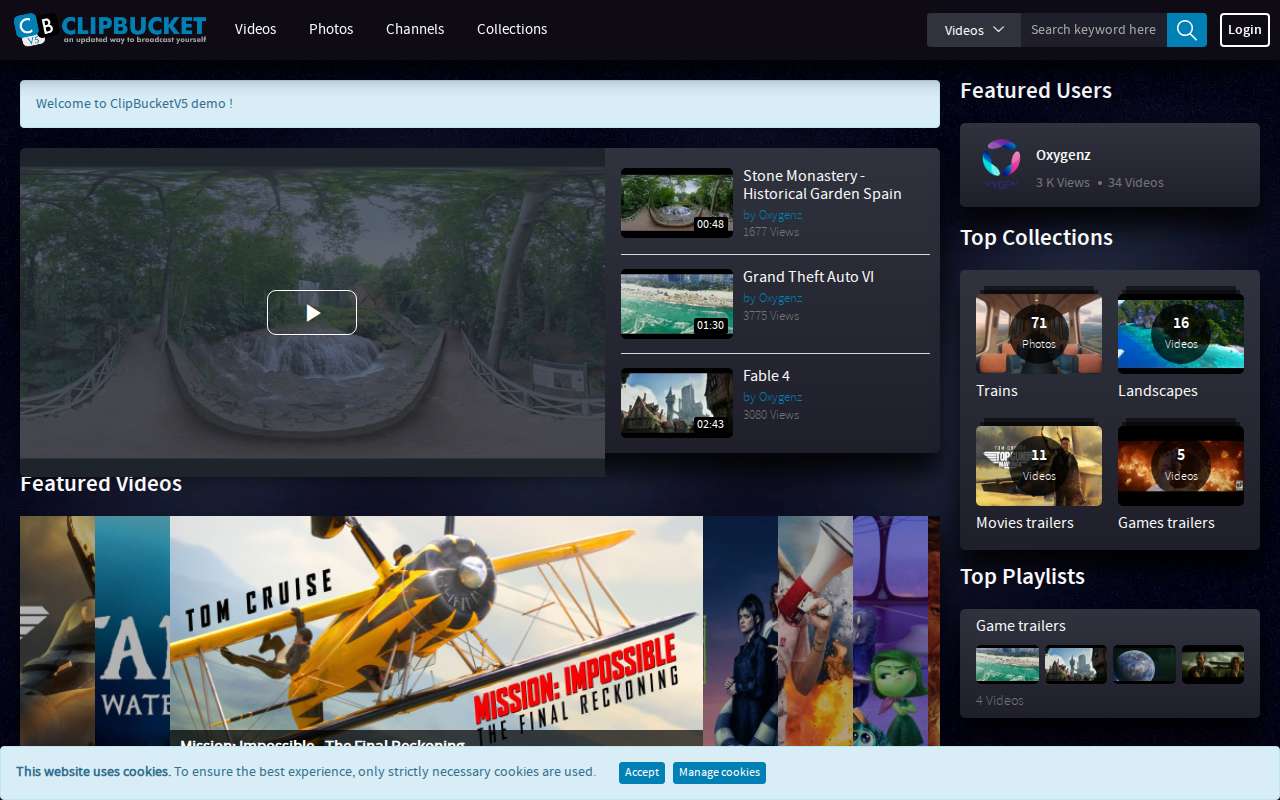 CLIPBUCKET
an updated way to broadcast yourself
CB
V5
Videos
Photos
Channels
Collections
Videos
Search keyword here
Login
Welcome to ClipBucketV5 demo !
Featured Users
Oxygenz
3 K Views • 34 Videos
Stone Monastery -
Historical Garden Spain
by Oxygenz
1677 Views
00:48
Grand Theft Auto VI
by Oxygenz
3775 Views
01:30
Fable 4
by Oxygenz
3080 Views
02:43
Top Collections
71
Photos
Trains
16
Videos
Landscapes
11
Videos
Movies trailers
5
Videos
Games trailers
Featured Videos
TOM CRUISE
MISSION: IMPOSSIBLE
THE FINAL RECKONING
Mission: Impossible - The Final Reckoning
WATER
Top Playlists
Game trailers
4 Videos
This website uses cookies. To ensure the best experience, only strictly necessary cookies are used.
Accept
Manage cookies